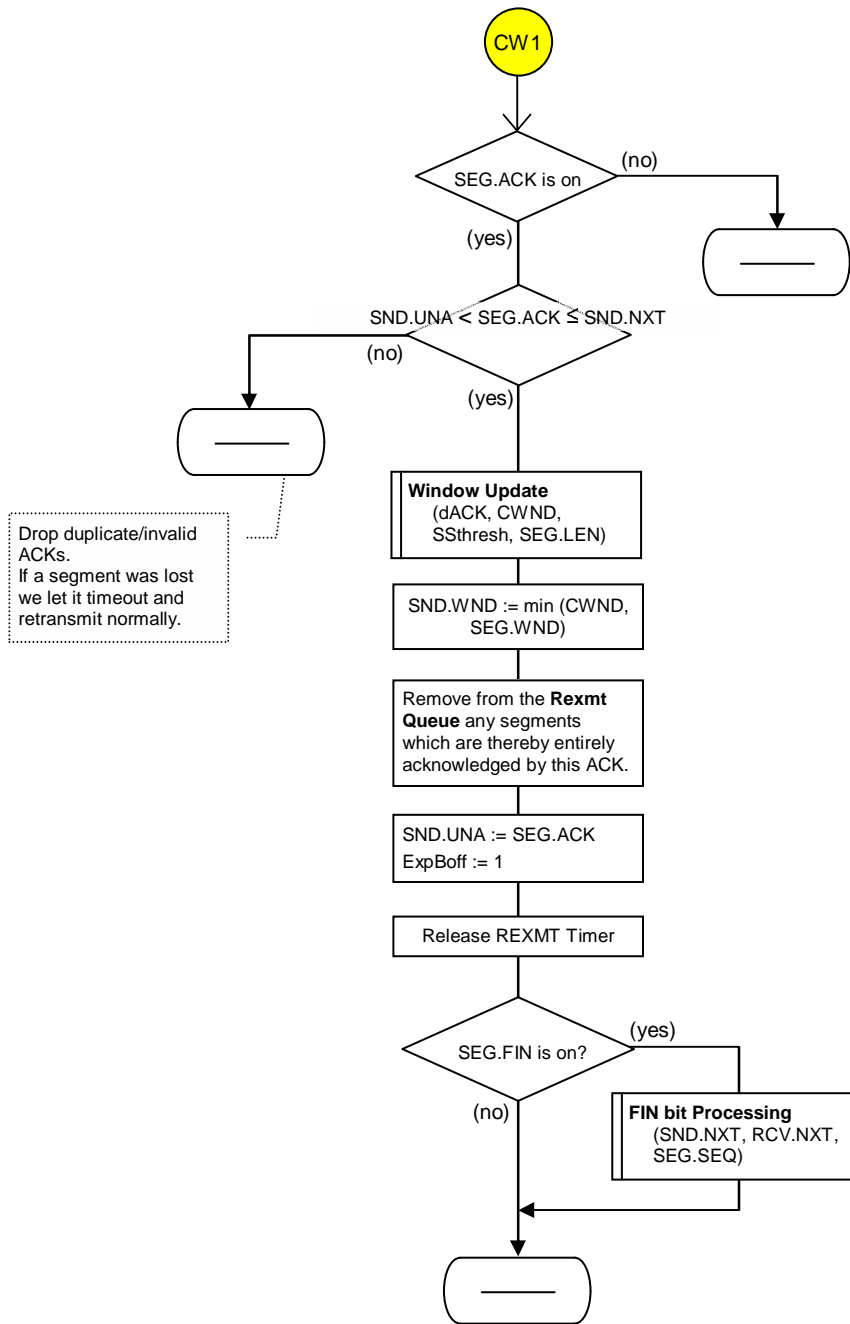 CW1
SEG.ACK is on
(no)
(yes)
SND.UNA < SEG.ACK ≤ SND.NXT
(no)
(yes)
Drop duplicate/invalid
ACKs.
If a segment was lost
we let it timeout and
retransmit normally.
Window Update
(dACK, CWND,
SSthresh, SEG.LEN)
SND.WND := min (CWND,
SEG.WND)
Remove from the Rexmt
Queue any segments
which are thereby entirely
acknowledged by this ACK.
SND.UNA := SEG.ACK
ExpBoff := 1
Release REXMT Timer
SEG.FIN is on?
(yes)
(no)
FIN bit Processing
(SND.NXT, RCV.NXT,
SEG.SEQ)